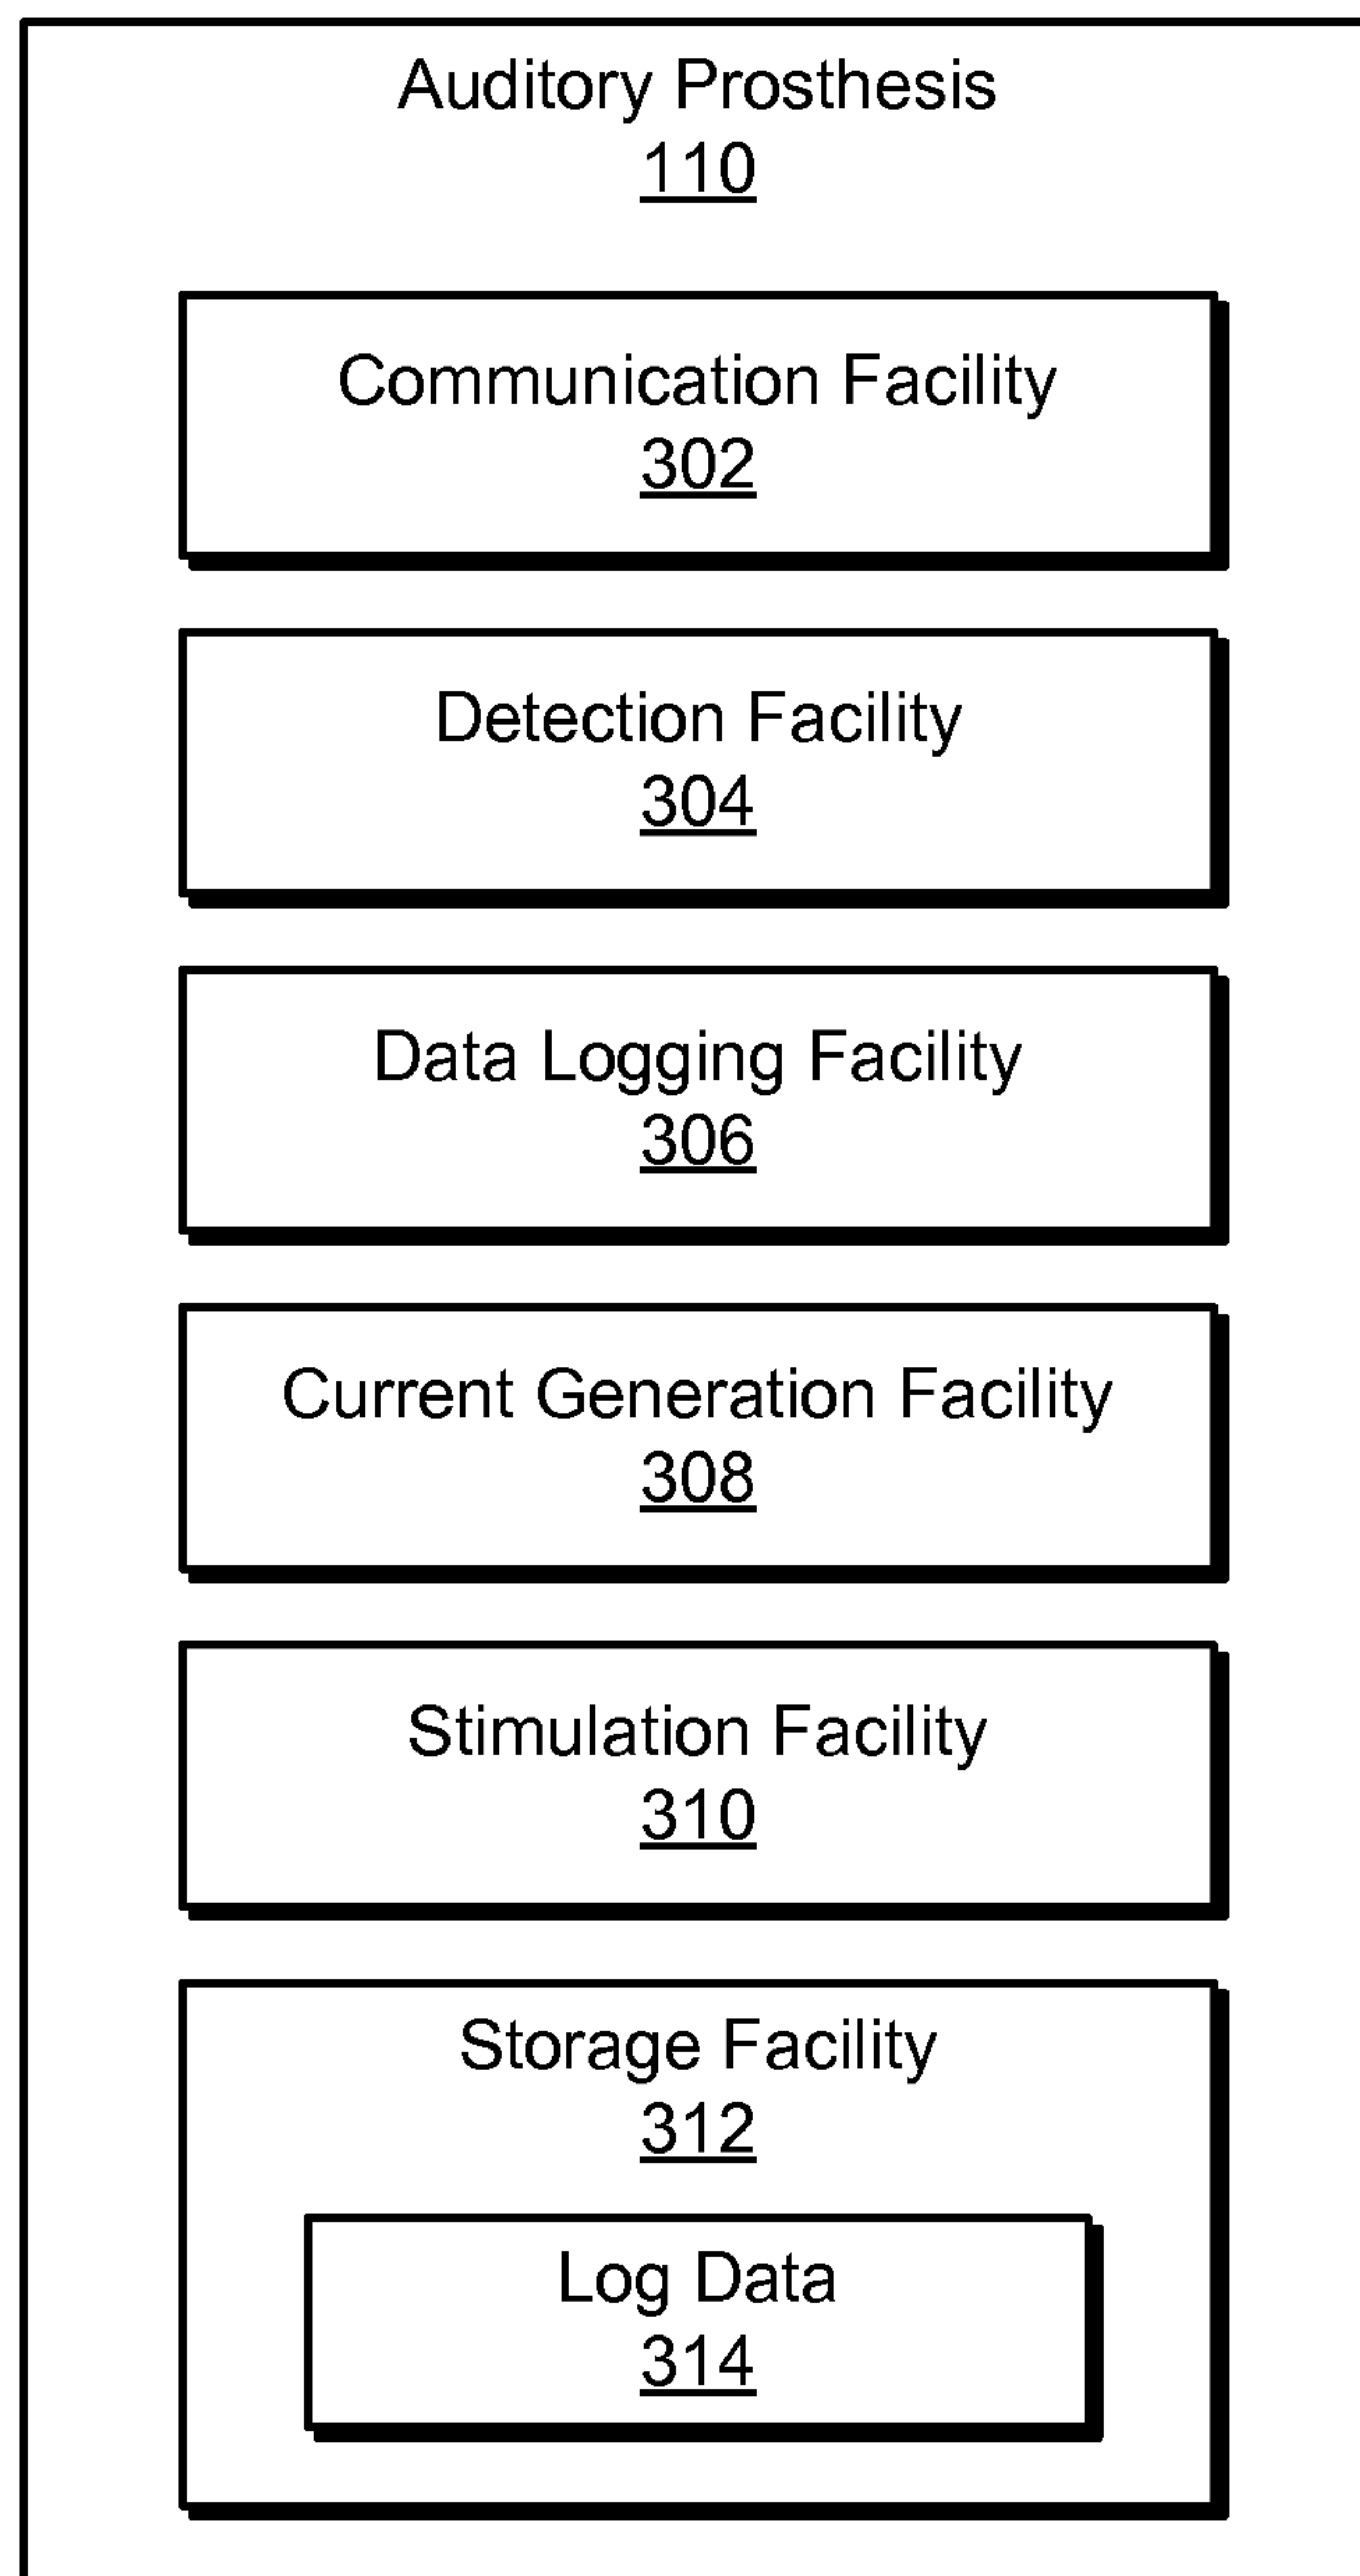 Auditory Prosthesis
110
Communication Facility
302
Detection Facility
304
Data Logging Facility
306
Current Generation Facility
308
Stimulation Facility
310
Storage Facility
312
Log Data
314